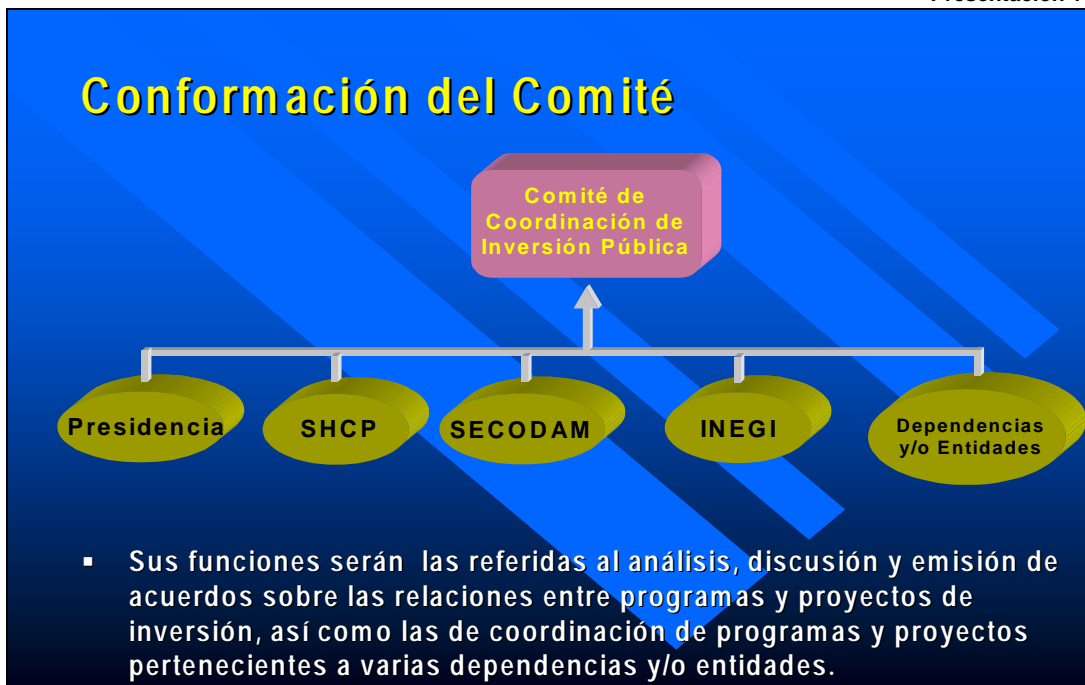 Conformación del Comité
Comité de
Coordinación de
Inversión Pública
Presidencia
SHCP
SECODAM
INEGI
Dependencias
y/o Entidades
▪ Sus funciones serán las referidas al análisis, discusión y emisión de
acuerdos sobre las relaciones entre programas y proyectos de
inversión, así como las de coordinación de programas y proyectos
pertenecientes a varias dependencias y/o entidades.